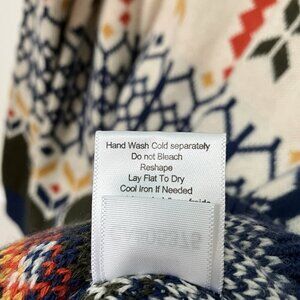 Hand Wash Cold separately
Do not Bleach
Reshape
Lay Flat To Dry
Cool Iron If Needed